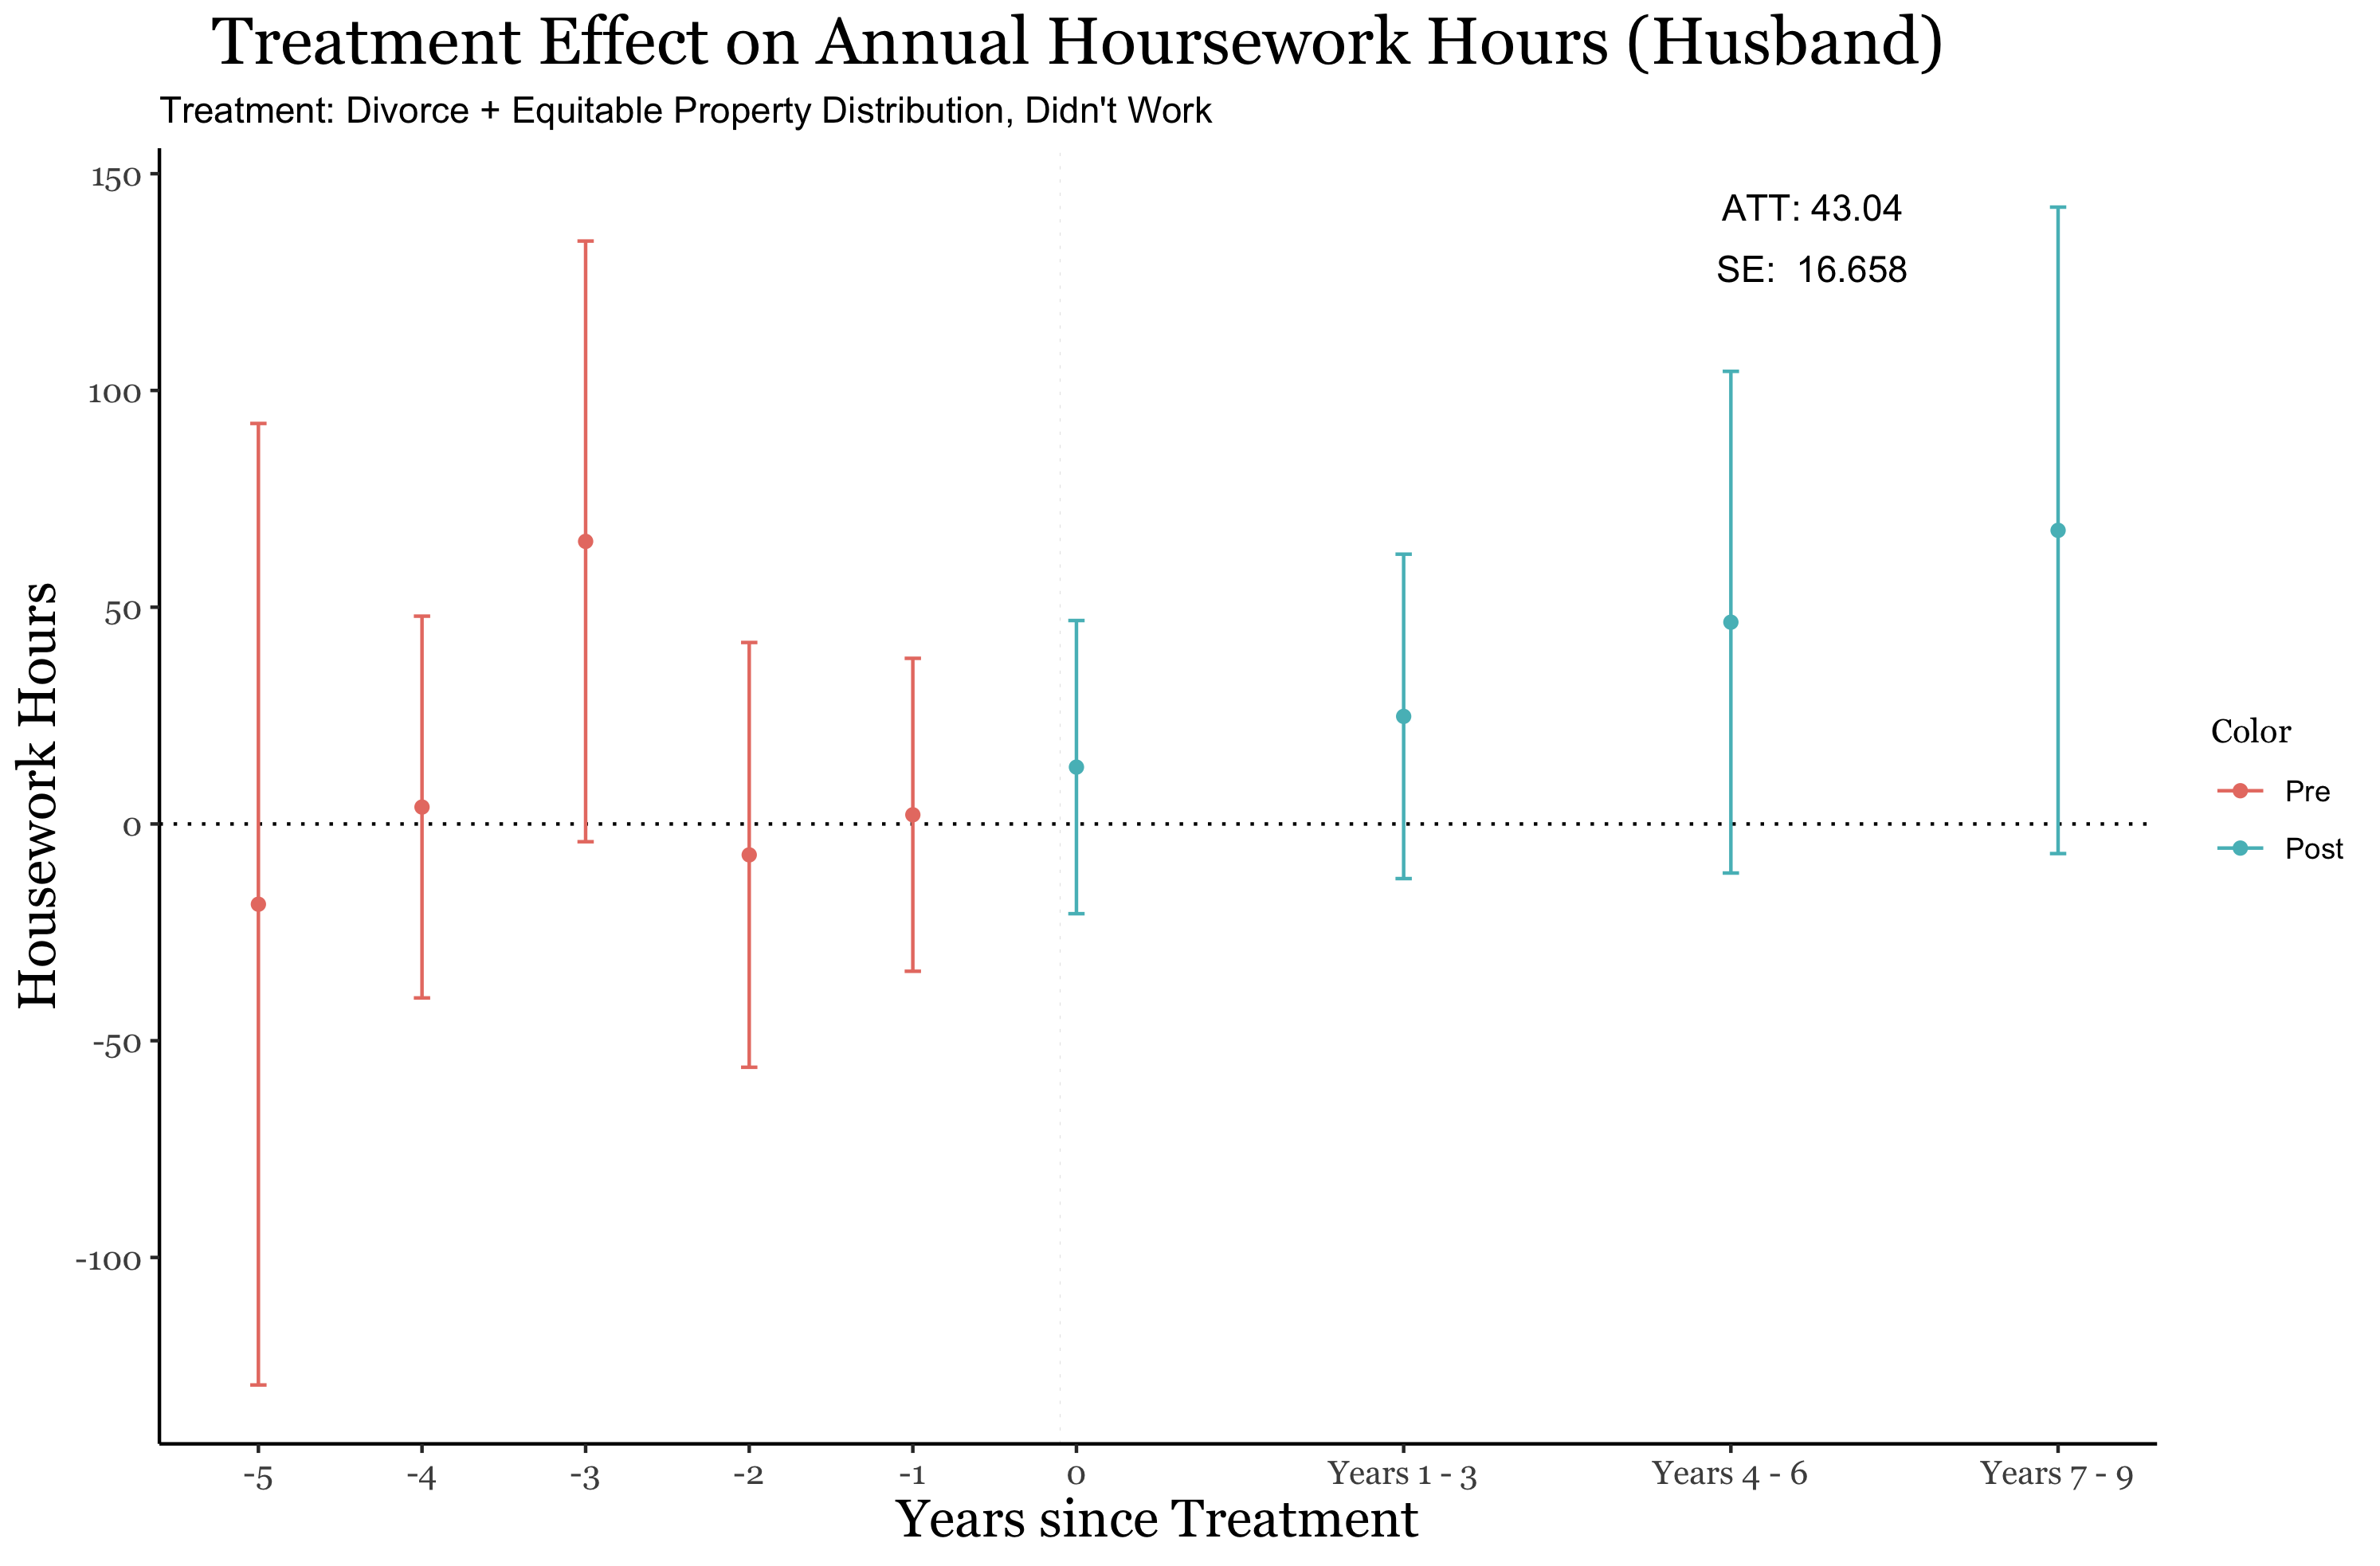 Treatment Effect on Annual Hoursework Hours (Husband)
Treatment: Divorce + Equitable Property Distribution, Didn't Work
150
100
50
0
-50
-100
Housework Hours
ATT: 43.04
SE: 16.658
-5
-4
-3
-2
-1
0
Years 1 - 3
Years 4 - 6
Years 7 - 9
Years since Treatment
Color
Pre
Post